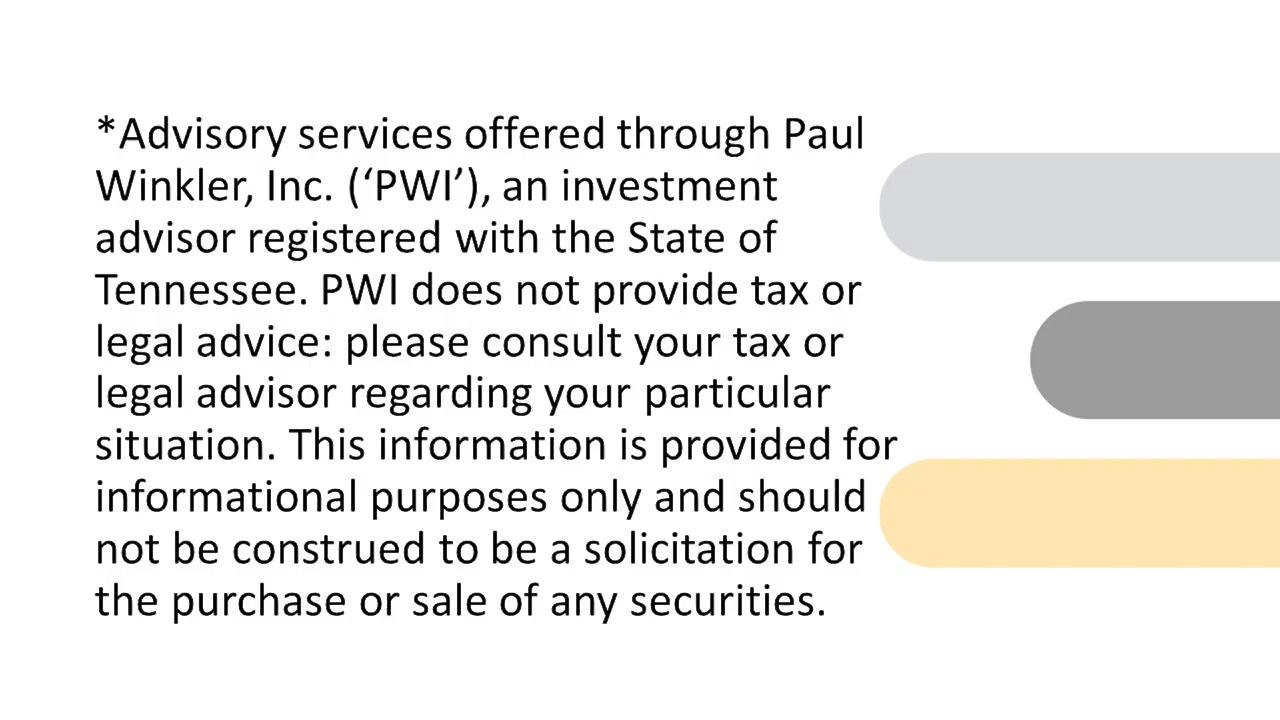 *Advisory services offered through Paul
Winkler, Inc. (‘PWI’), an investment
advisor registered with the State of
Tennessee. PWI does not provide tax or
legal advice: please consult your tax or
legal advisor regarding your particular
situation. This information is provided for
informational purposes only and should
not be construed to be a solicitation for
the purchase or sale of any securities.